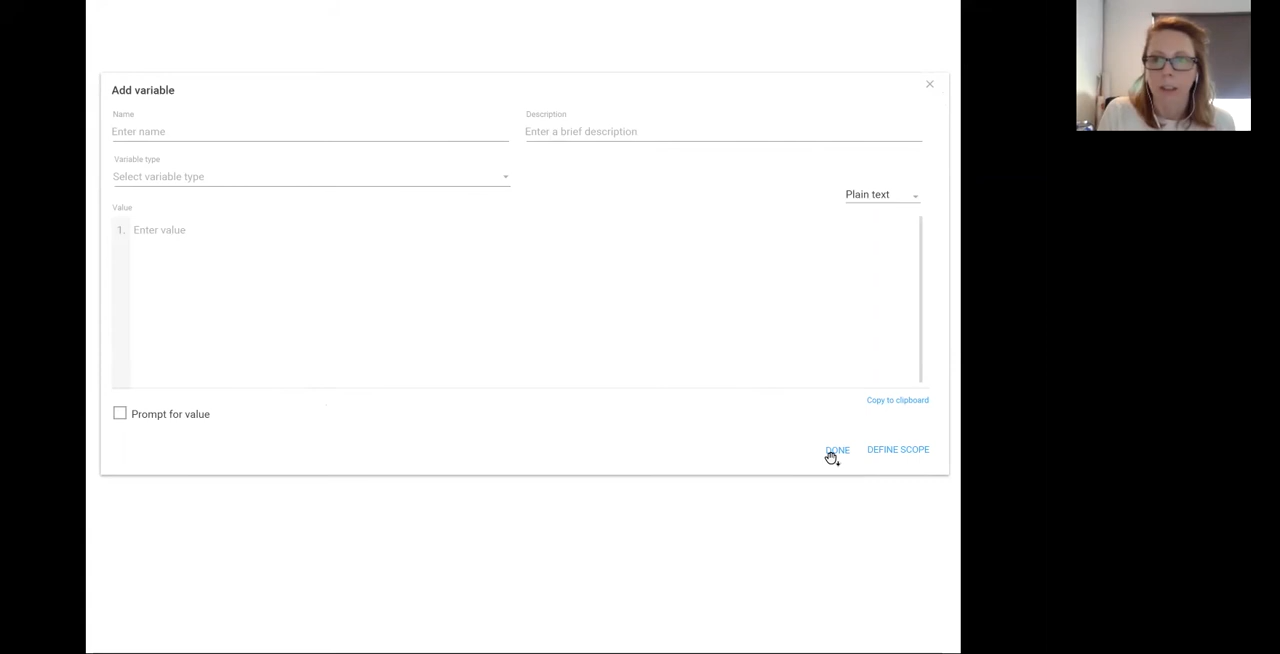 Add variable
Name
Description
Enter name
Enter a brief description
Variable type
Select variable type
Plain text
Value
1. Enter value
Copy to clipboard
Prompt for value
DONE
DEFINE SCOPE